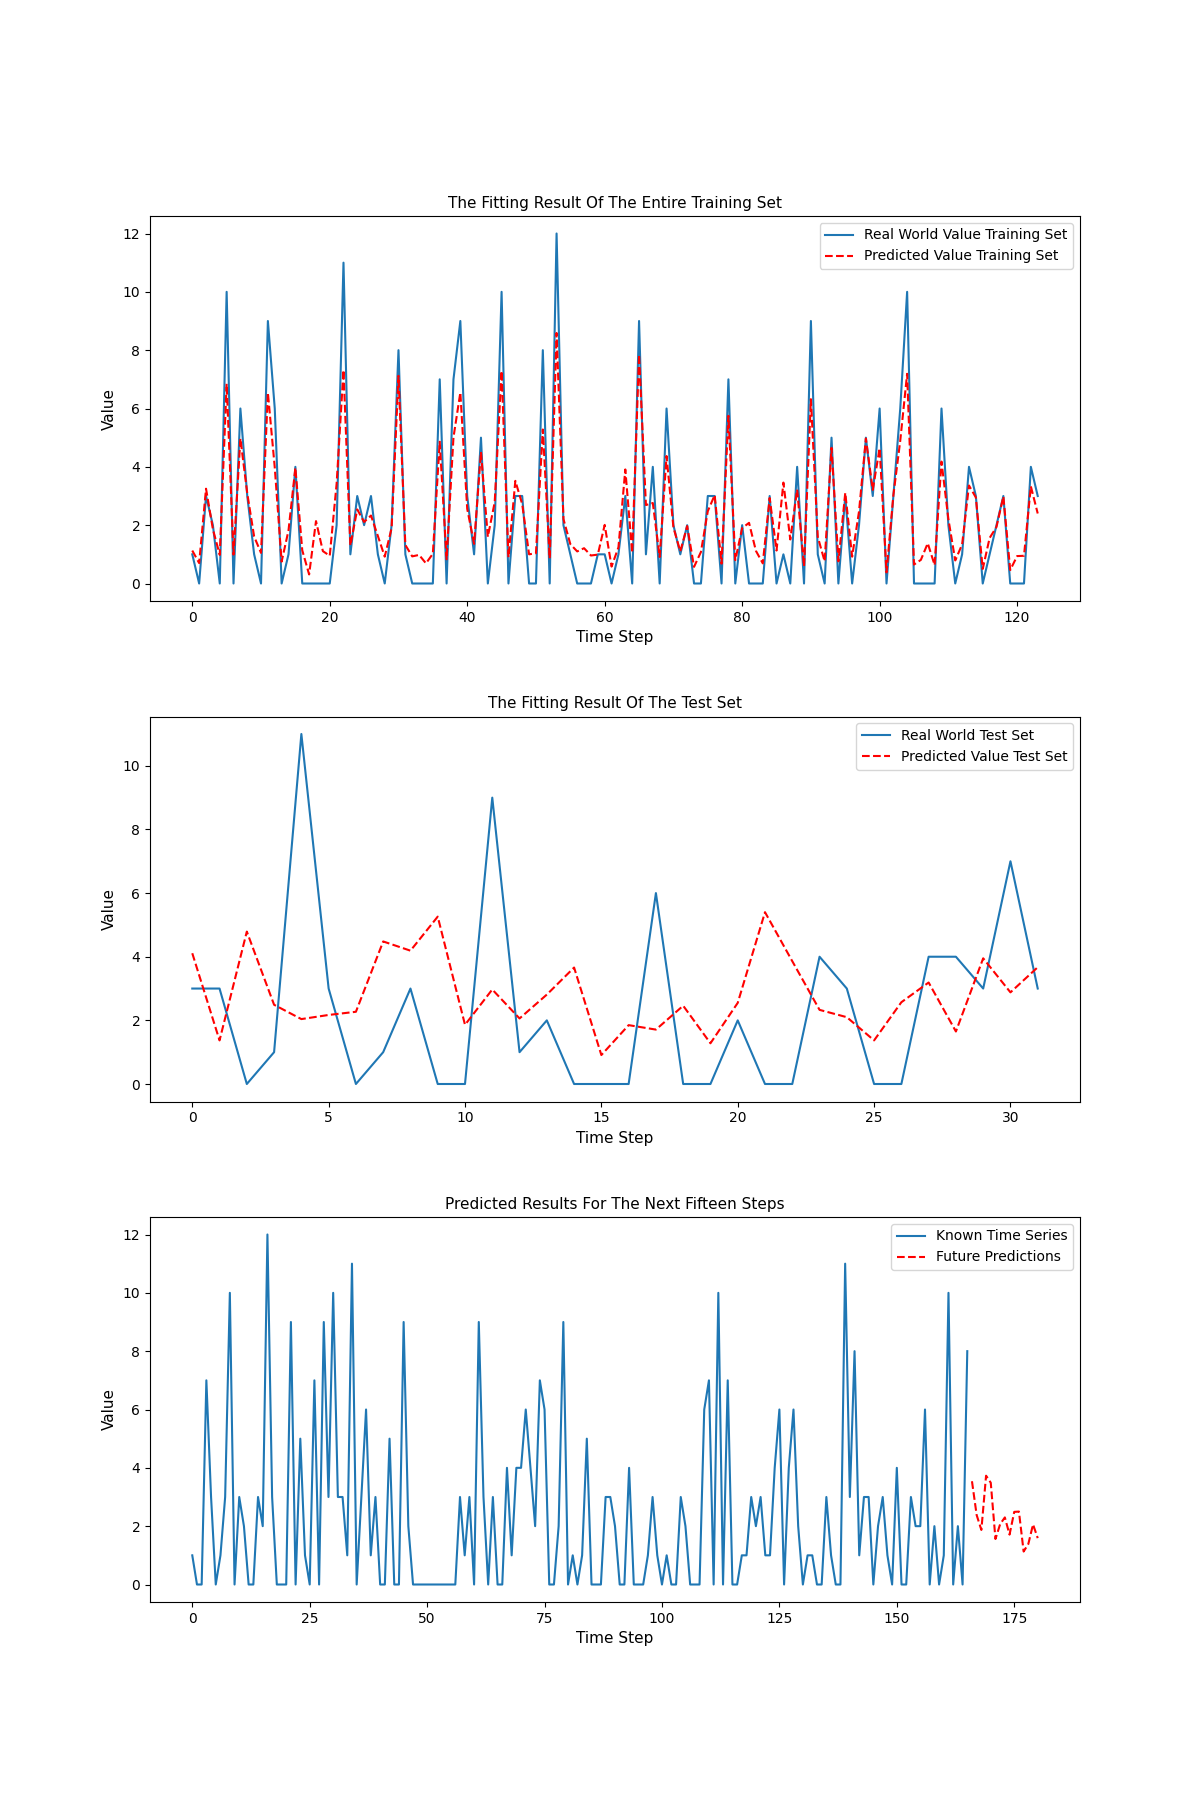 The Fitting Result Of The Entire Training Set
Real World Value Training Set
Predicted Value Training Set
12
10
8
6
4
2
0
Value
0 20 40 60 80 100 120
Time Step
The Fitting Result Of The Test Set
Real World Test Set
Predicted Value Test Set
10
8
6
4
2
0
Value
0 5 10 15 20 25 30
Time Step
Predicted Results For The Next Fifteen Steps
Known Time Series
Future Predictions
12
10
8
6
4
2
0
Value
0 25 50 75 100 125 150 175
Time Step